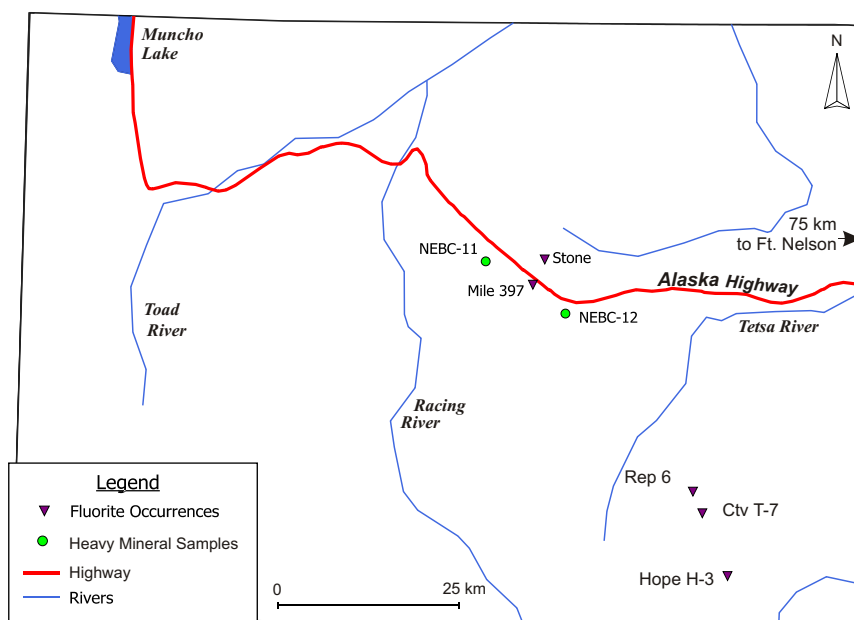 Muncho
Lake
N
75 km
to Ft. Nelson
NEBC-11
Stone
Mile 397
Alaska Highway
NEBC-12
Tetsa River
Toad
River
Racing
River
Rep 6
Ctv T-7
Hope H-3
Legend
Fluorite Occurrences
Heavy Mineral Samples
Highway
Rivers
0 25 km